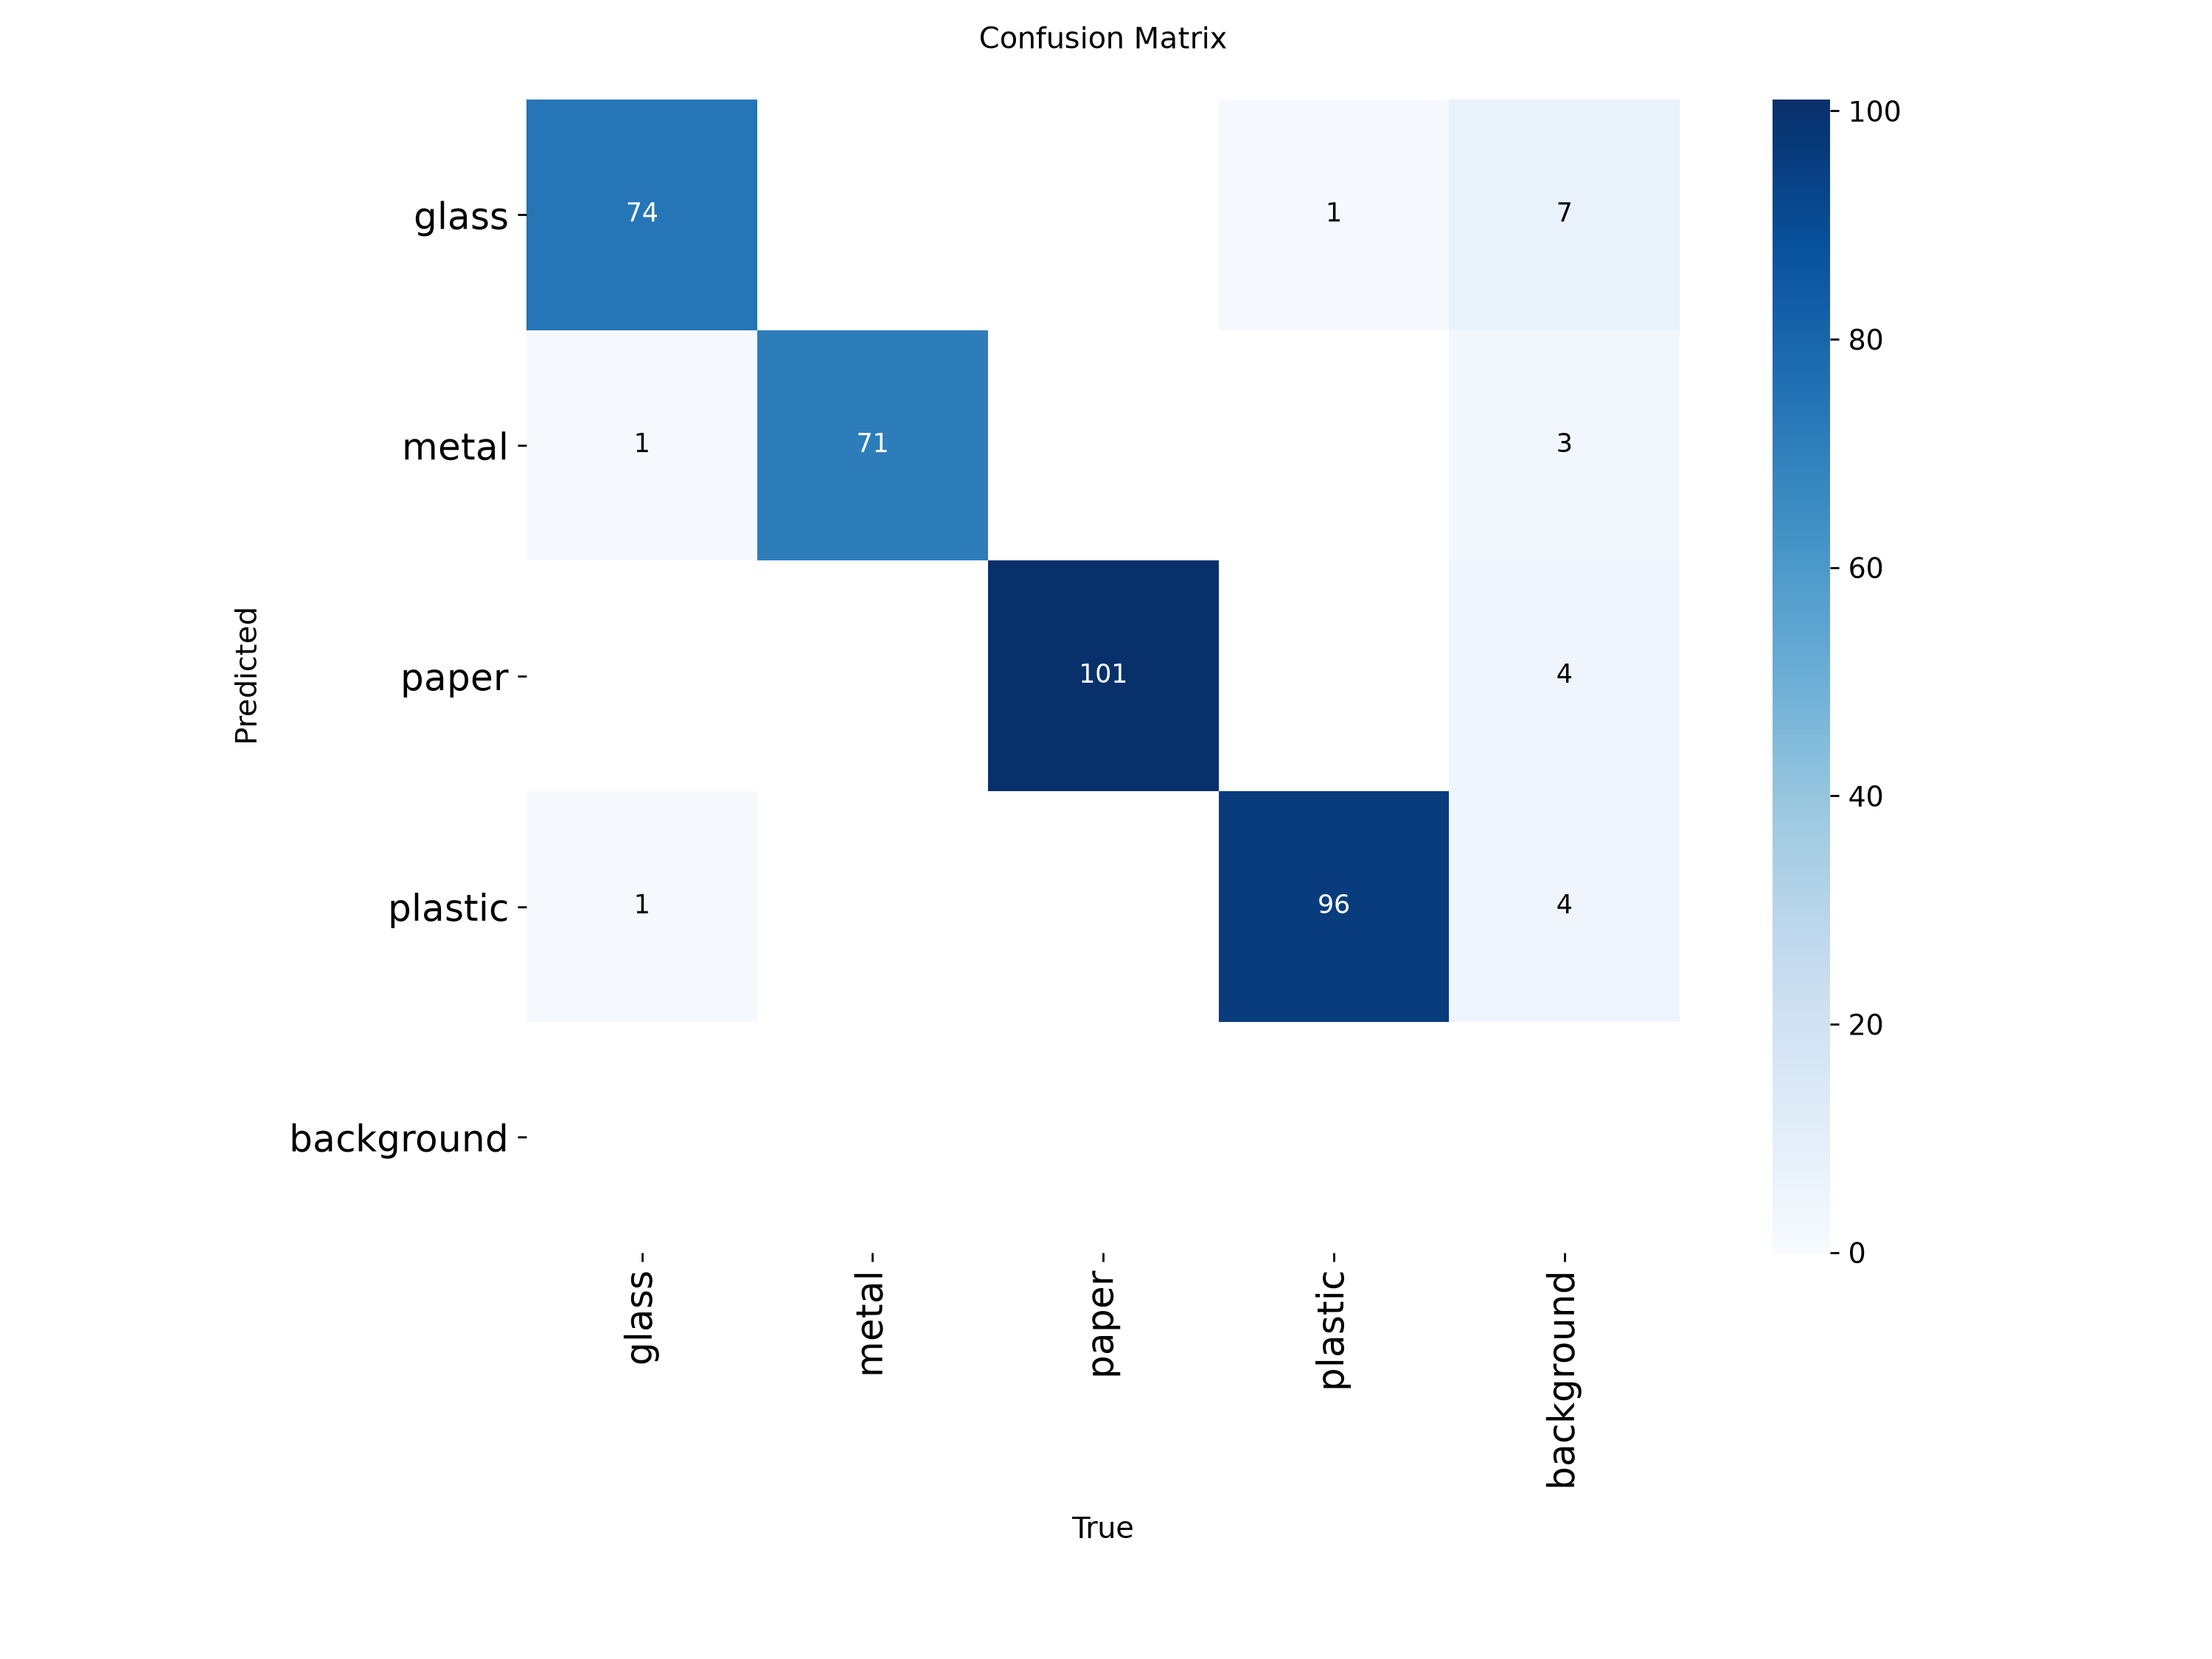 Confusion Matrix
glass 74 1 7
metal 1 71 3
paper 101 4
plastic 1 96 4
background
glass metal paper plastic background
Predicted
True
100
80
60
40
20
0